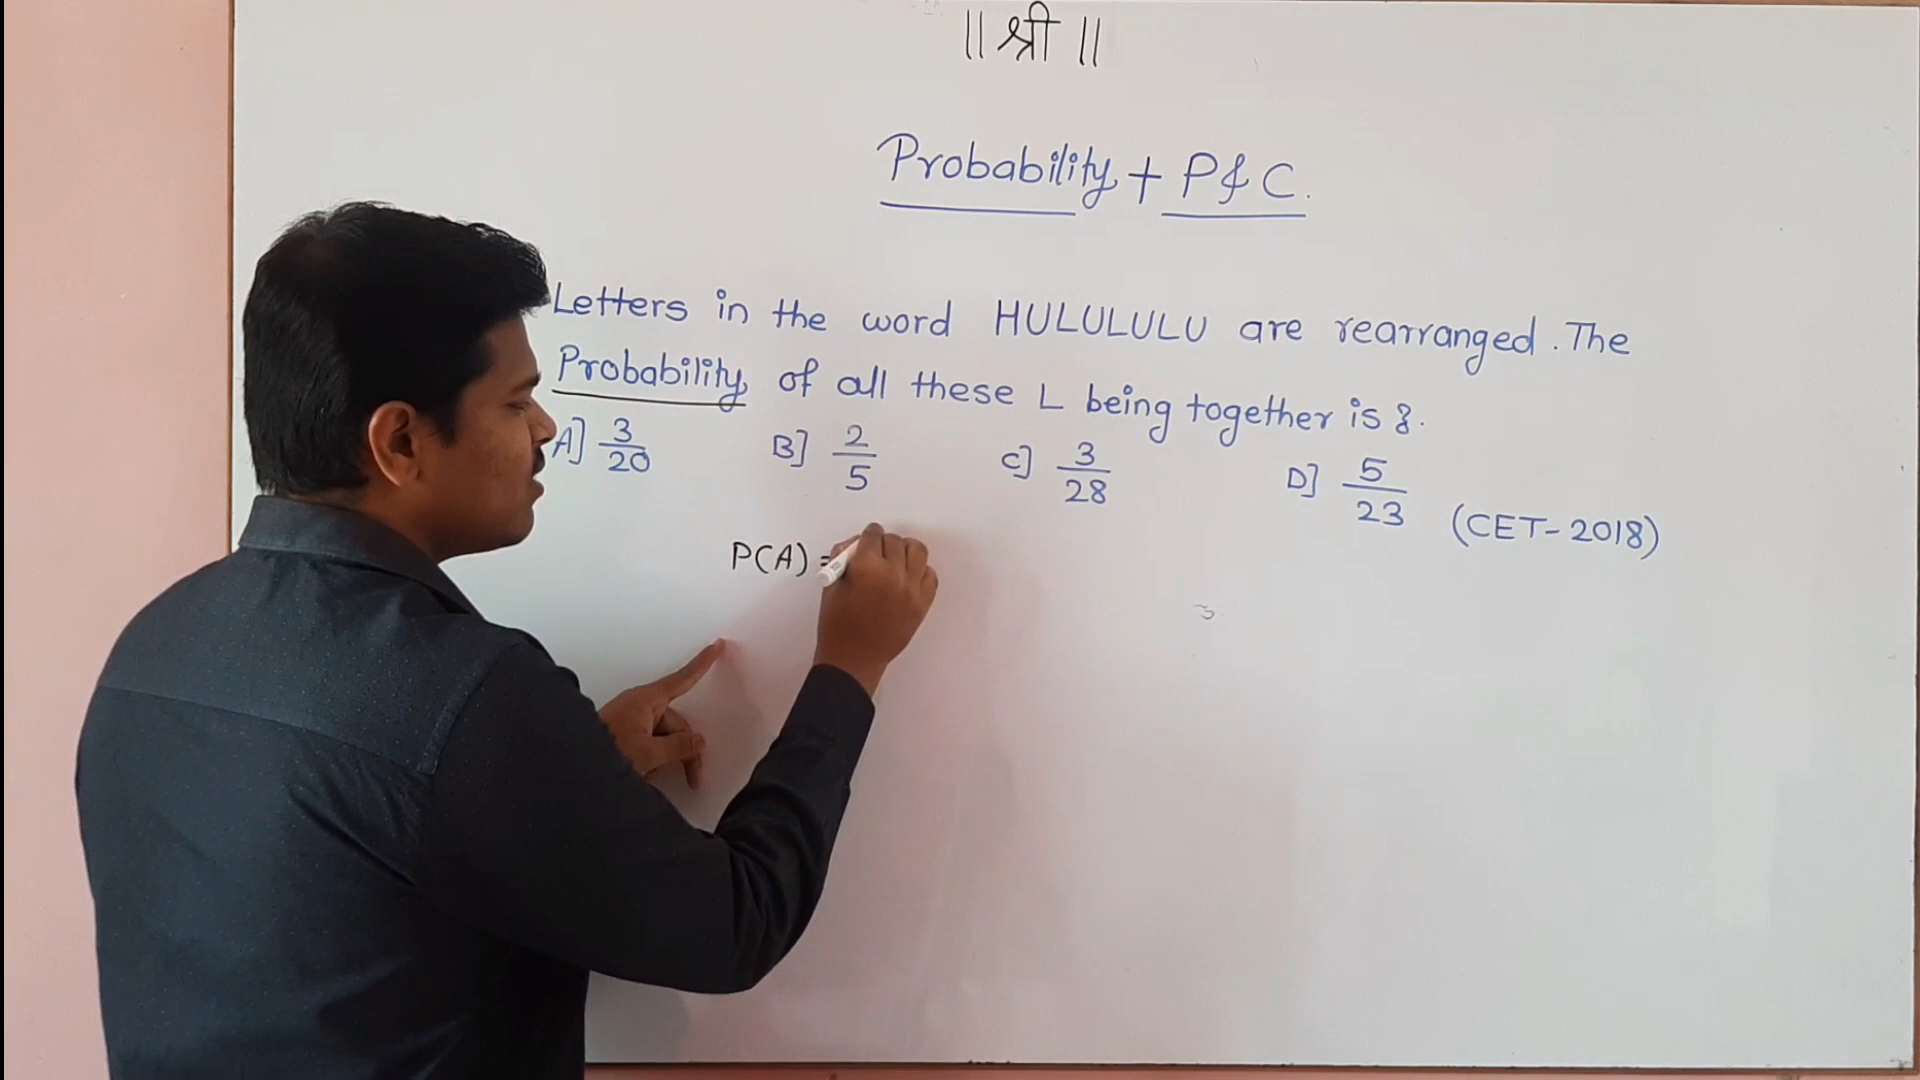 || श्री ||
Probability + P & C.
Letters in the word HULULULU are rearranged. The
Probability of all these L being together is
A] 3/20 B] 2/5 C] 3/28 D] 5/23 (CET-2018)
P(A) =